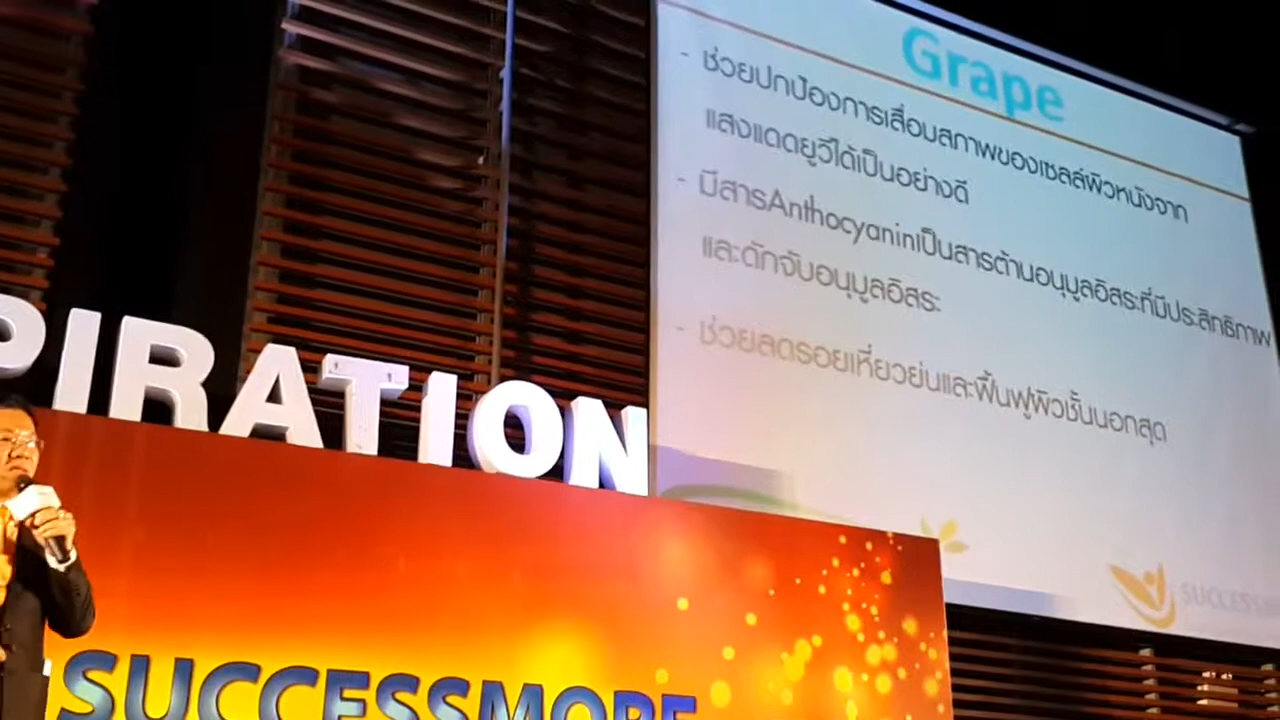 Grape
- ช่วยปกป้องการเสื่อมสภาพของเซลล์ผิวหนังจาก
แสงแดดยูวีได้เป็นอย่างดี
- มีสารAnthocyaninเป็นสารต้านอนุมูลอิสระที่มีประสิทธิภาพ
และดักจับอนุมูลอิสระ
- ช่วยลดรอยเหี่ยวย่นและฟื้นฟูผิวชั้นนอกสุด
PIRATION
SUCCESSM
SUCCESSMORE